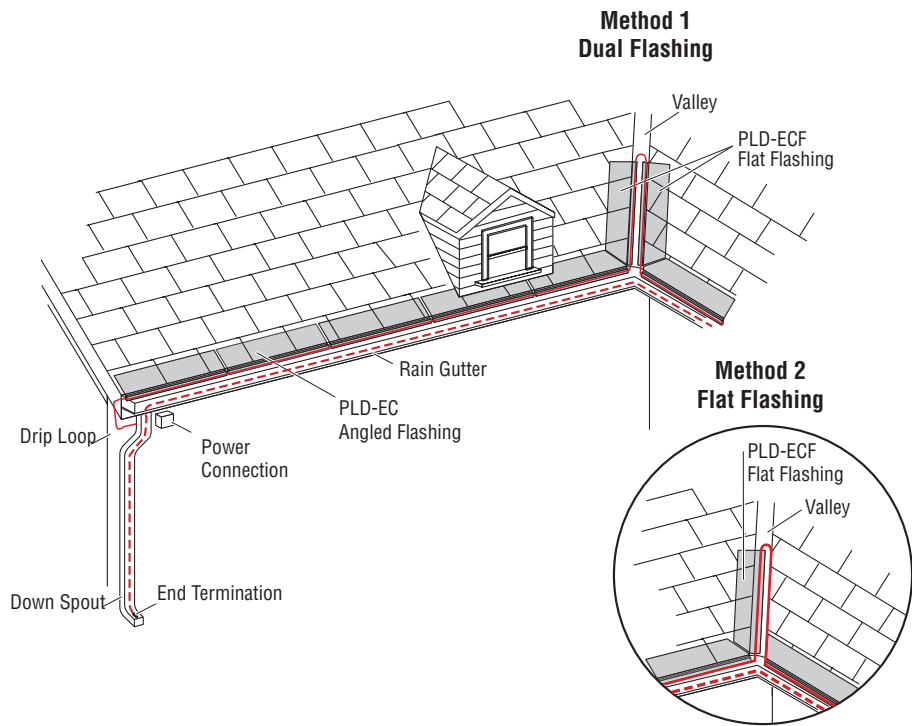 Method 1
Dual Flashing
Valley
PLD-ECF
Flat Flashing
Rain Gutter
PLD-EC
Angled Flashing
Drip Loop
Power
Connection
Down Spout
End Termination
Method 2
Flat Flashing
PLD-ECF
Flat Flashing
Valley